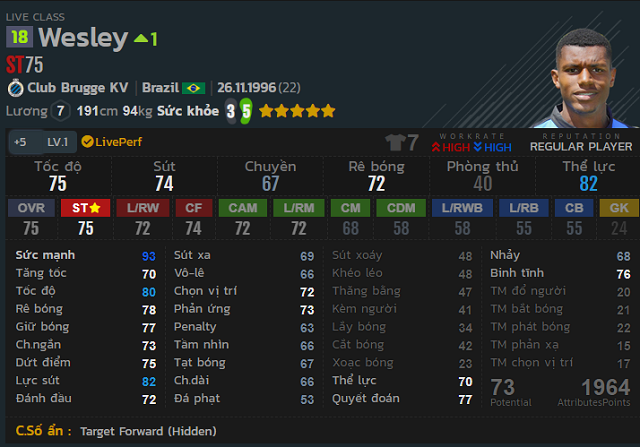 LIVE CLASS
18 Wesley 1
ST75
Club Brugge KV Brazil 26.11.1996(22)
Lương 7 191cm 94kg Sức khỏe 3 5
+5 LV.1 LivePerf 7 WORKRATE HIGH HIGH REPUTATION REGULAR PLAYER
Tốc độ Sút Chuyền Rê bóng Phòng thủ Thể lực
75 74 67 72 40 82
OVR ST L/RW CF CAM L/RM CM CDM L/RWB L/RB CB GK
75 75 72 74 72 72 68 58 58 55 55 24
Sức mạnh 93 Sút xa 69 Sút xoáy 48 Nhảy 68
Tăng tốc 70 Vô-lê 66 Khéo léo 48 Bình tĩnh 76
Tốc độ 80 Chọn vị trí 72 Thăng bằng 47 TM đổ người 20
Rê bóng 78 Phản ứng 73 Kèm người 41 TM bắt bóng 21
Giữ bóng 77 Penalty 63 Lấy bóng 34 TM phát bóng 22
Ch.ngắn 73 Tầm nhìn 66 Cắt bóng 42 TM phản xạ 15
Dứt điểm 75 Tạt bóng 67 Xoạc bóng 23 TM chọn vị trí 17
Lực sút 82 Ch.dài 66 Thể lực 70 73 1964
Đánh đầu 72 Đá phạt 53 Quyết đoán 77 Potential AttributesPoints
C.Số ẩn : Target Forward (Hidden)